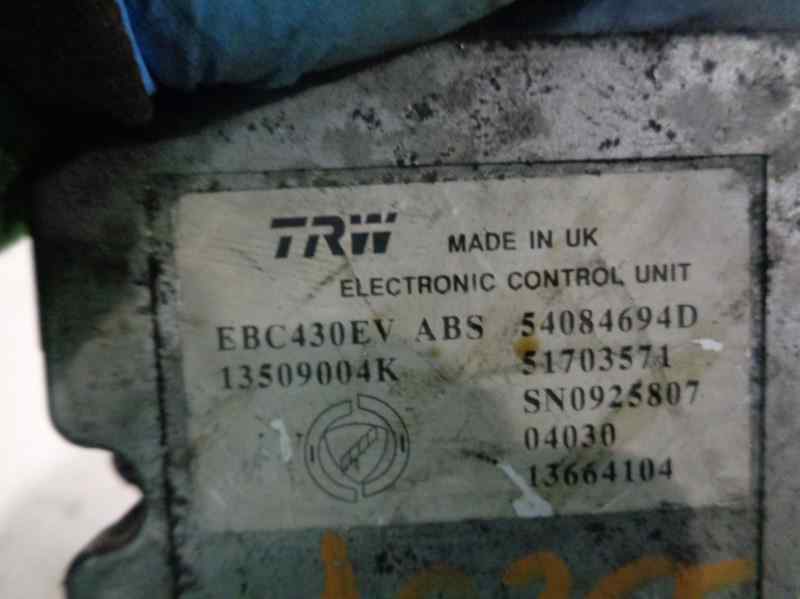 TRW MADE IN UK
ELECTRONIC CONTROL UNIT
EBC430EV ABS 54084694D
13509004K 51703571
SN0925807
04030
13664104